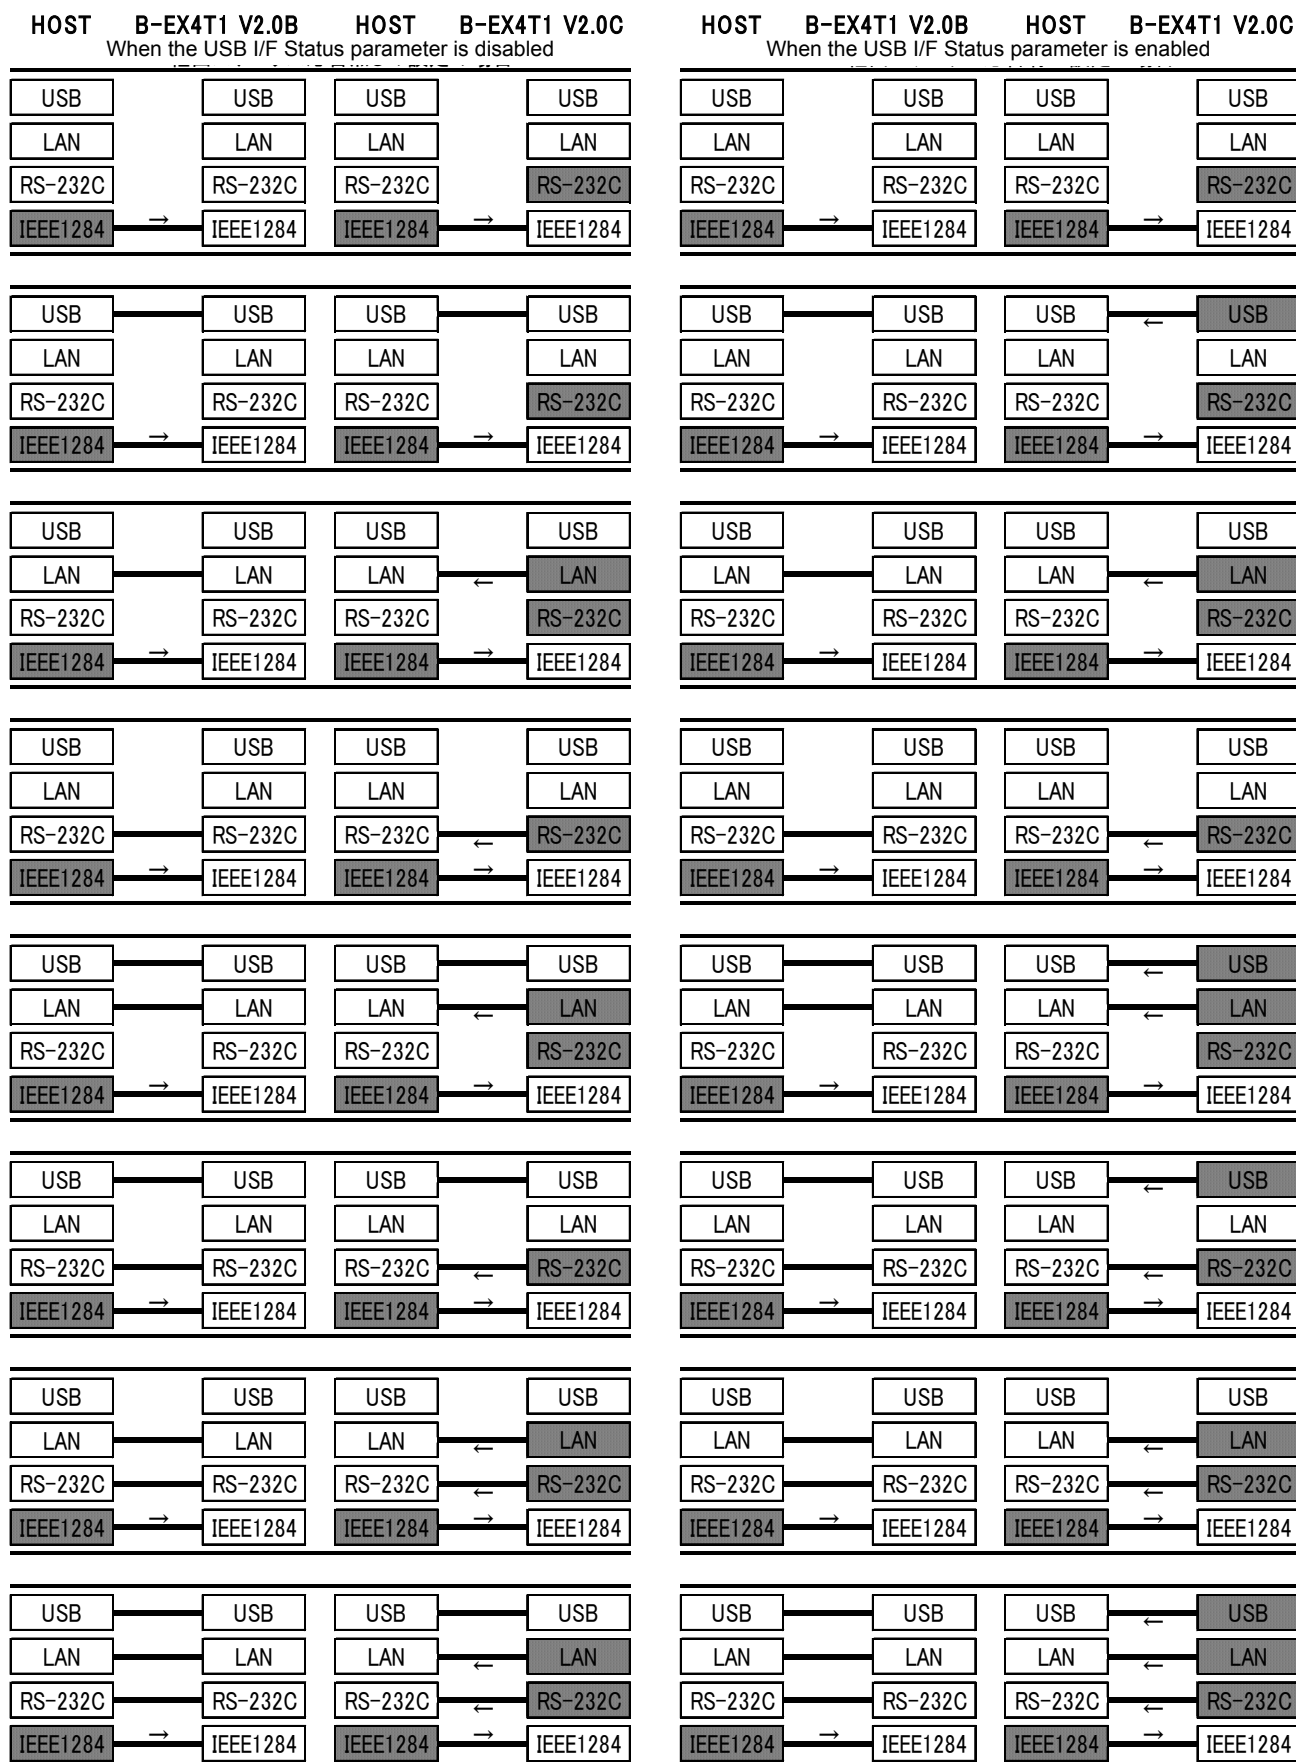 HOST B-EX4T1 V2.0B HOST B-EX4T1 V2.0C HOST B-EX4T1 V2.0B HOST B-EX4T1 V2.0C
When the USB I/F Status parameter is disabled When the USB I/F Status parameter is enabled
USB USB USB USB USB USB USB USB
LAN LAN LAN LAN LAN LAN LAN LAN
RS-232C RS-232C RS-232C RS-232C RS-232C RS-232C RS-232C RS-232C
IEEE1284 → IEEE1284 IEEE1284 → IEEE1284 IEEE1284 → IEEE1284 IEEE1284 → IEEE1284
USB USB USB USB USB USB USB ← USB
LAN LAN LAN LAN LAN LAN LAN LAN
RS-232C RS-232C RS-232C RS-232C RS-232C RS-232C RS-232C RS-232C
IEEE1284 → IEEE1284 IEEE1284 → IEEE1284 IEEE1284 → IEEE1284 IEEE1284 → IEEE1284
USB USB USB USB USB USB USB USB
LAN LAN LAN ← LAN LAN LAN LAN ← LAN
RS-232C RS-232C RS-232C RS-232C RS-232C RS-232C RS-232C RS-232C
IEEE1284 → IEEE1284 IEEE1284 → IEEE1284 IEEE1284 → IEEE1284 IEEE1284 → IEEE1284
USB USB USB USB USB USB USB USB
LAN LAN LAN LAN LAN LAN LAN LAN
RS-232C RS-232C RS-232C ← RS-232C RS-232C RS-232C RS-232C ← RS-232C
IEEE1284 → IEEE1284 IEEE1284 → IEEE1284 IEEE1284 → IEEE1284 IEEE1284 → IEEE1284
USB USB USB USB USB USB USB ← USB
LAN LAN LAN ← LAN LAN LAN LAN ← LAN
RS-232C RS-232C RS-232C RS-232C RS-232C RS-232C RS-232C RS-232C
IEEE1284 → IEEE1284 IEEE1284 → IEEE1284 IEEE1284 → IEEE1284 IEEE1284 → IEEE1284
USB USB USB USB USB USB USB ← USB
LAN LAN LAN LAN LAN LAN LAN LAN
RS-232C RS-232C RS-232C ← RS-232C RS-232C RS-232C RS-232C ← RS-232C
IEEE1284 → IEEE1284 IEEE1284 → IEEE1284 IEEE1284 → IEEE1284 IEEE1284 → IEEE1284
USB USB USB USB USB USB USB USB
LAN LAN LAN ← LAN LAN LAN LAN ← LAN
RS-232C RS-232C RS-232C ← RS-232C RS-232C RS-232C RS-232C ← RS-232C
IEEE1284 → IEEE1284 IEEE1284 → IEEE1284 IEEE1284 → IEEE1284 IEEE1284 → IEEE1284
USB USB USB USB USB USB USB ← USB
LAN LAN LAN ← LAN LAN LAN LAN ← LAN
RS-232C RS-232C RS-232C ← RS-232C RS-232C RS-232C RS-232C ← RS-232C
IEEE1284 → IEEE1284 IEEE1284 → IEEE1284 IEEE1284 → IEEE1284 IEEE1284 → IEEE1284